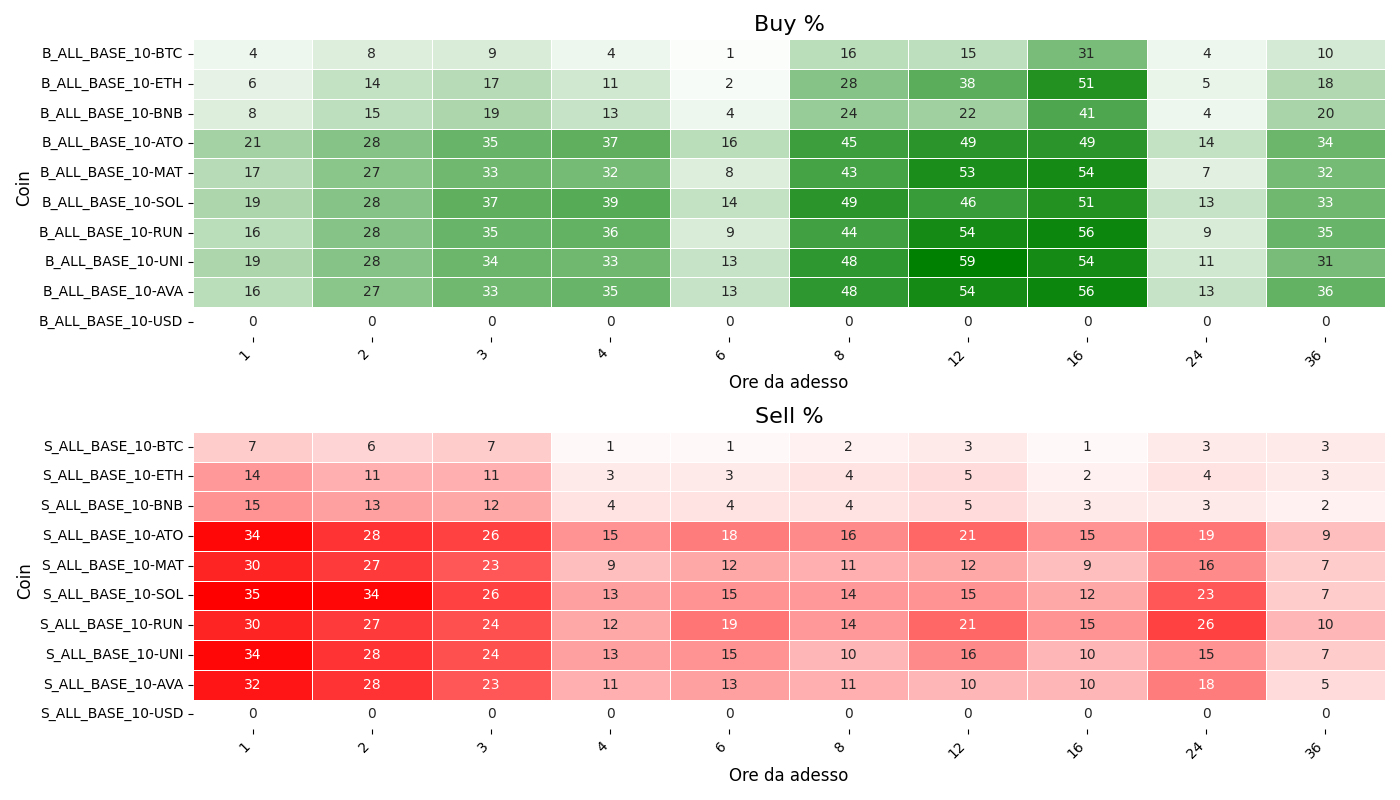 Buy %
Coin
B_ALL_BASE_10-BTC 4 8 9 4 1 16 15 31 4 10
B_ALL_BASE_10-ETH 6 14 17 11 2 28 38 51 5 18
B_ALL_BASE_10-BNB 8 15 19 13 4 24 22 41 4 20
B_ALL_BASE_10-ATO 21 28 35 37 16 45 49 49 14 34
B_ALL_BASE_10-MAT 17 27 33 32 8 43 53 54 7 32
B_ALL_BASE_10-SOL 19 28 37 39 14 49 46 51 13 33
B_ALL_BASE_10-RUN 16 28 35 36 9 44 54 56 9 35
B_ALL_BASE_10-UNI 19 28 34 33 13 48 59 54 11 31
B_ALL_BASE_10-AVA 16 27 33 35 13 48 54 56 13 36
B_ALL_BASE_10-USD 0 0 0 0 0 0 0 0 0 0
1 2 3 4 6 8 12 16 24 36
Ore da adesso
Sell %
Coin
S_ALL_BASE_10-BTC 7 6 7 1 1 2 3 1 3 3
S_ALL_BASE_10-ETH 14 11 11 3 3 4 5 2 4 3
S_ALL_BASE_10-BNB 15 13 12 4 4 4 5 3 3 2
S_ALL_BASE_10-ATO 34 28 26 15 18 16 21 15 19 9
S_ALL_BASE_10-MAT 30 27 23 9 12 11 12 9 16 7
S_ALL_BASE_10-SOL 35 34 26 13 15 14 15 12 23 7
S_ALL_BASE_10-RUN 30 27 24 12 19 14 21 15 26 10
S_ALL_BASE_10-UNI 34 28 24 13 15 10 16 10 15 7
S_ALL_BASE_10-AVA 32 28 23 11 13 11 10 10 18 5
S_ALL_BASE_10-USD 0 0 0 0 0 0 0 0 0 0
1 2 3 4 6 8 12 16 24 36
Ore da adesso